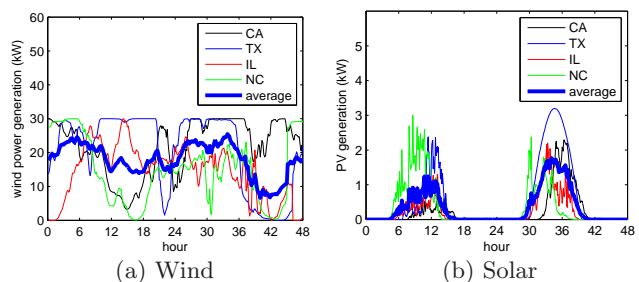 60
50
40
30
20
10
0
0 6 12 18 24 30 36 42 48
wind power generation (kW)
hour
CA
TX
IL
NC
average
(a) Wind
6
5
4
3
2
1
0
0 6 12 18 24 30 36 42 48
PV generation (kW)
hour
CA
TX
IL
NC
average
(b) Solar